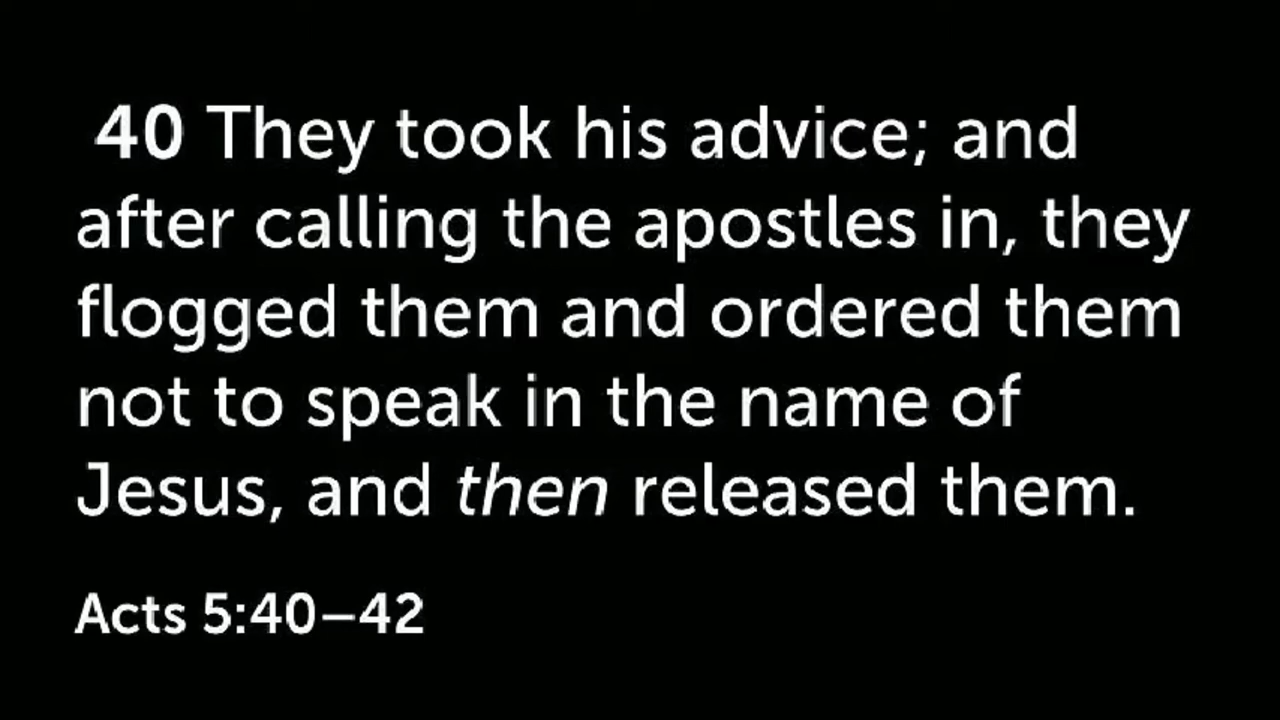 40 They took his advice; and
after calling the apostles in, they
flogged them and ordered them
not to speak in the name of
Jesus, and then released them.
Acts 5:40–42